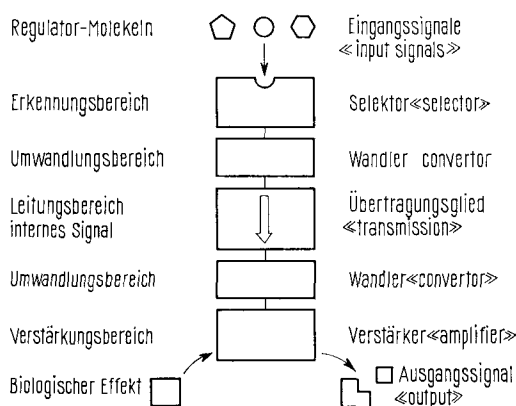 Regulator-Molekeln
Eingangssignale
«input signals»
Erkennungsbereich
Selektor«selector»
Umwandlungsbereich
Wandler convertor
Leitungsbereich
internes Signal
Übertragungsglied
«transmission»
Umwandlungsbereich
Wandler«convertor»
Verstärkungsbereich
Verstärker«amplifier»
Biologischer Effekt
Ausgangssignal
«output»